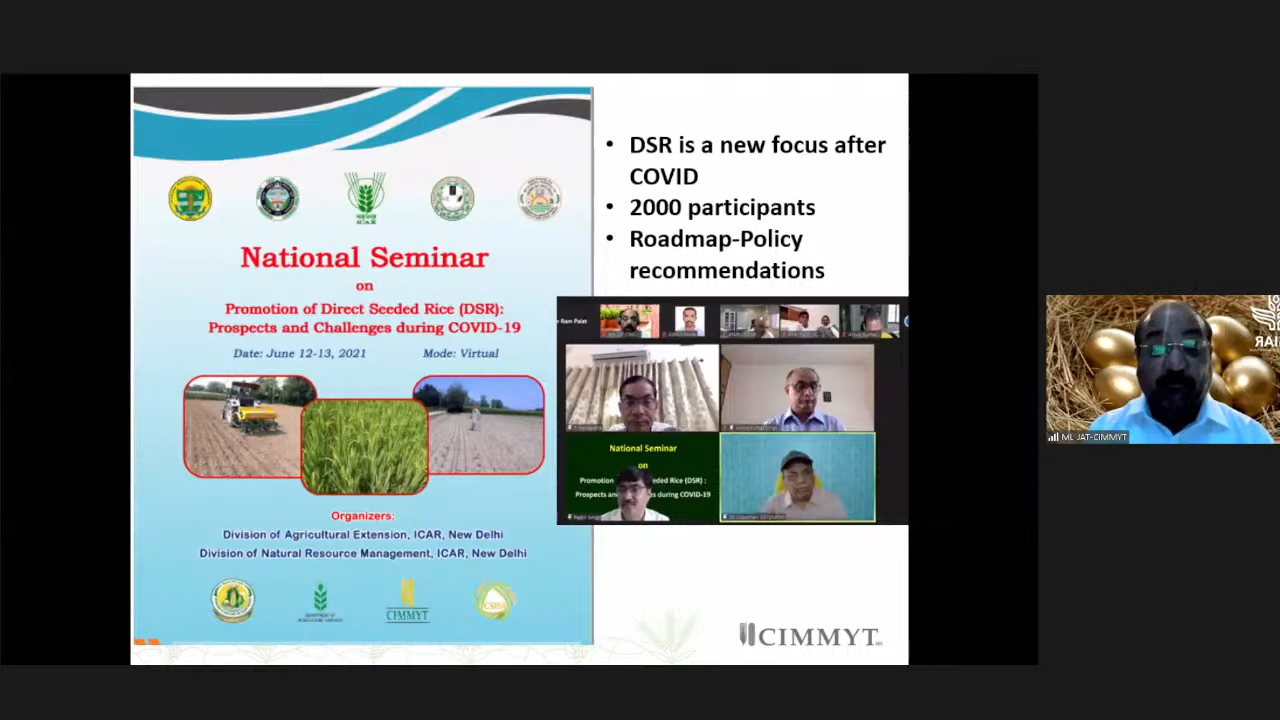 ICAR
National Seminar
on
Promotion of Direct Seeded Rice (DSR):
Prospects and Challenges during COVID-19
Date: June 12-13, 2021 Mode: Virtual
Organizers:
Division of Agricultural Extension, ICAR, New Delhi
Division of Natural Resource Management, ICAR, New Delhi
CIMMYT
• DSR is a new focus after
COVID
• 2000 participants
• Roadmap-Policy
recommendations
Ram Palat
National Seminar
on
Seeded Rice (DSR) :
during COVID-19
CIMMYT
ML JAT-CIMMYT